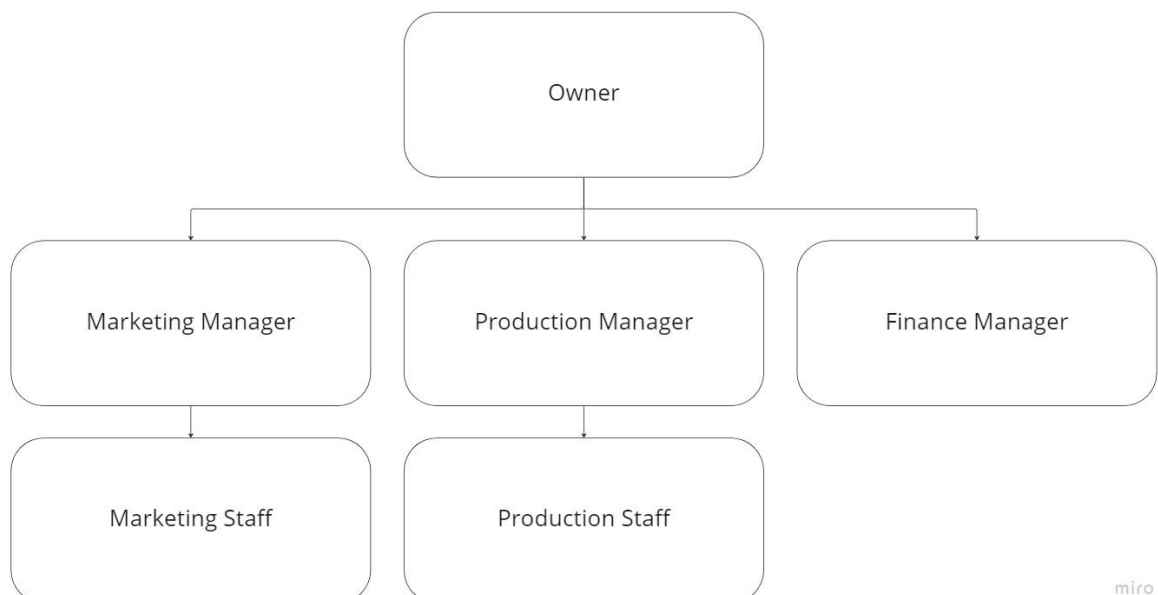 Owner
Marketing Manager
Production Manager
Finance Manager
Marketing Staff
Production Staff
miro